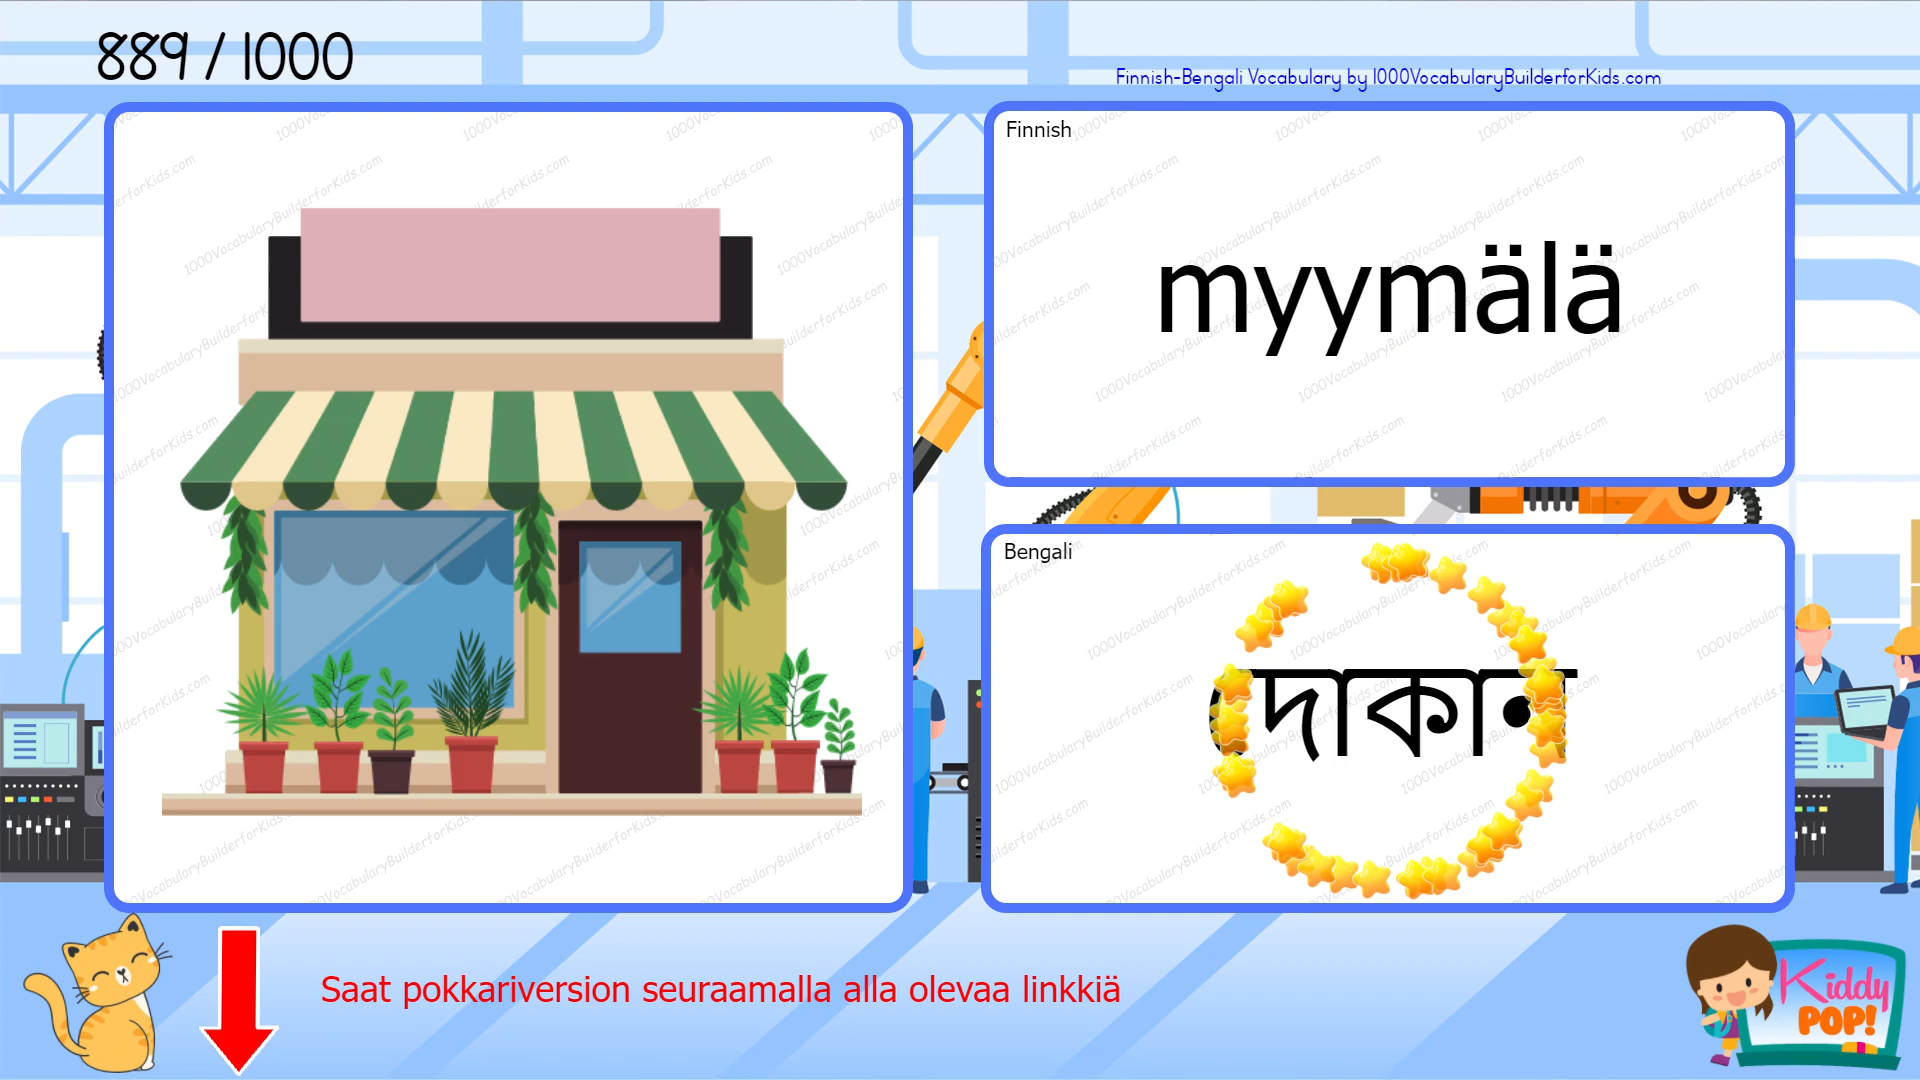 889 / 1000
Finnish-Bengali Vocabulary by 1000VocabularyBuilderforKids.com
Finnish
myymälä
Bengali
দোকান
Saat pokkariversion seuraamalla alla olevaa linkkiä
Kiddy
POP!